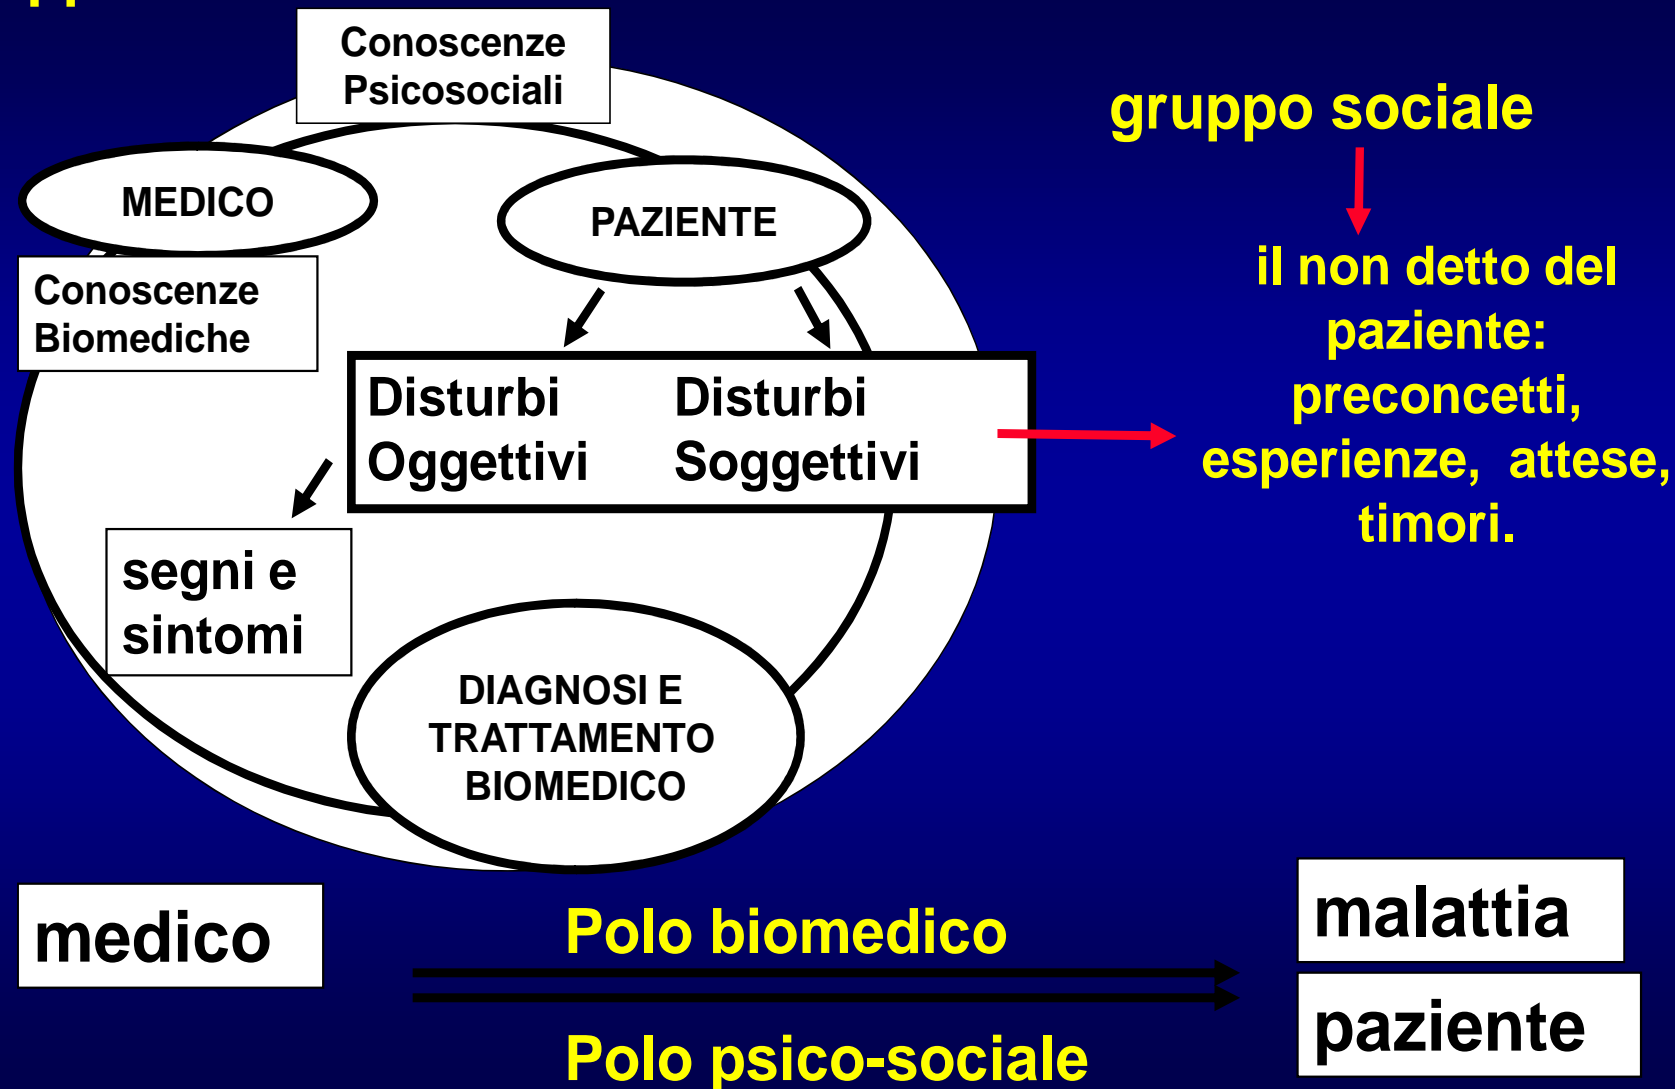 Conoscenze
Psicosociali
MEDICO
PAZIENTE
Conoscenze
Biomediche
Disturbi Disturbi
Oggettivi Soggettivi
segni e
sintomi
DIAGNOSI E
TRATTAMENTO
BIOMEDICO
gruppo sociale
il non detto del
paziente:
preconcetti,
esperienze, attese,
timori.
medico
Polo biomedico
Polo psico-sociale
malattia
paziente